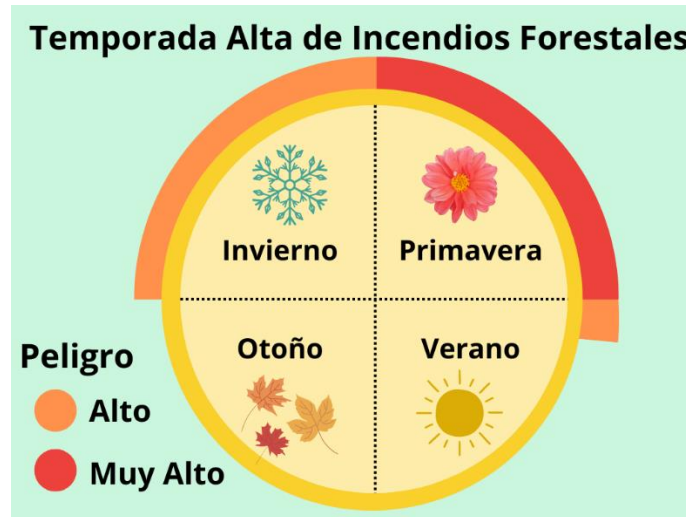 Temporada Alta de Incendios Forestales
Invierno
Primavera
Otoño
Verano
Peligro
Alto
Muy Alto